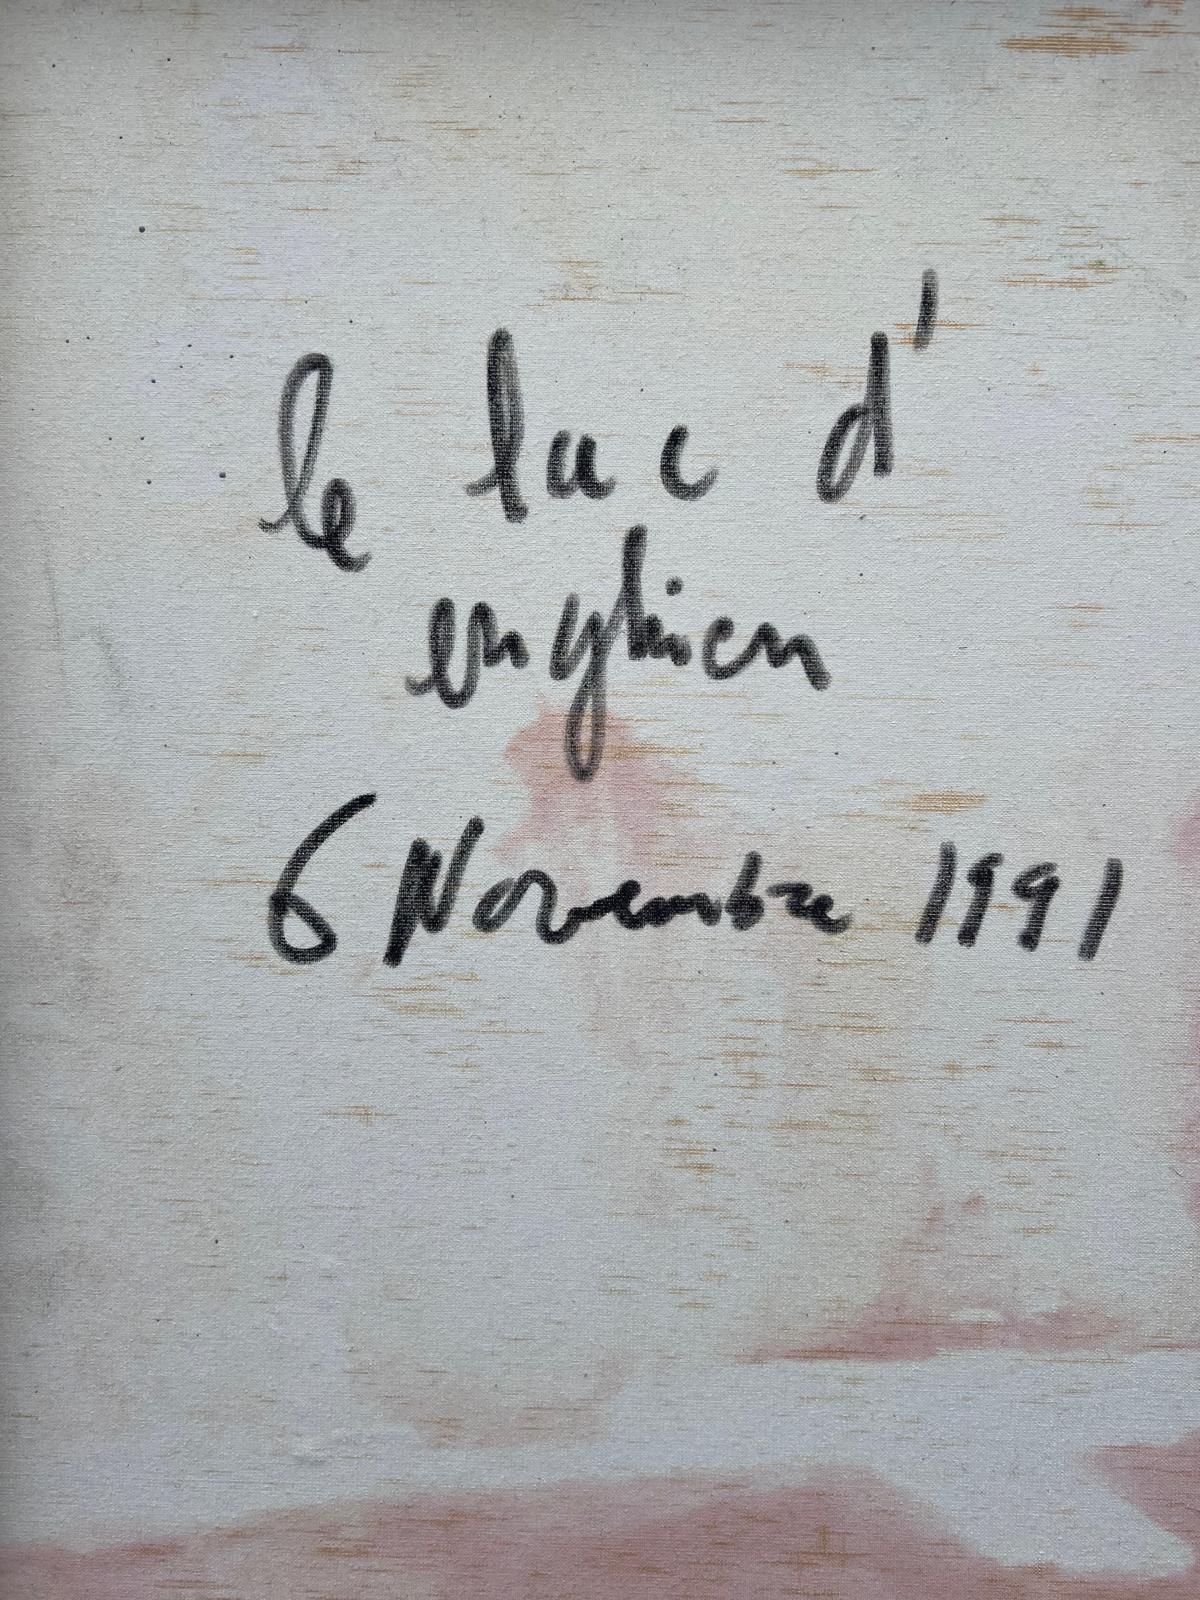 le lac d'
enghien
6 Novembre 1991